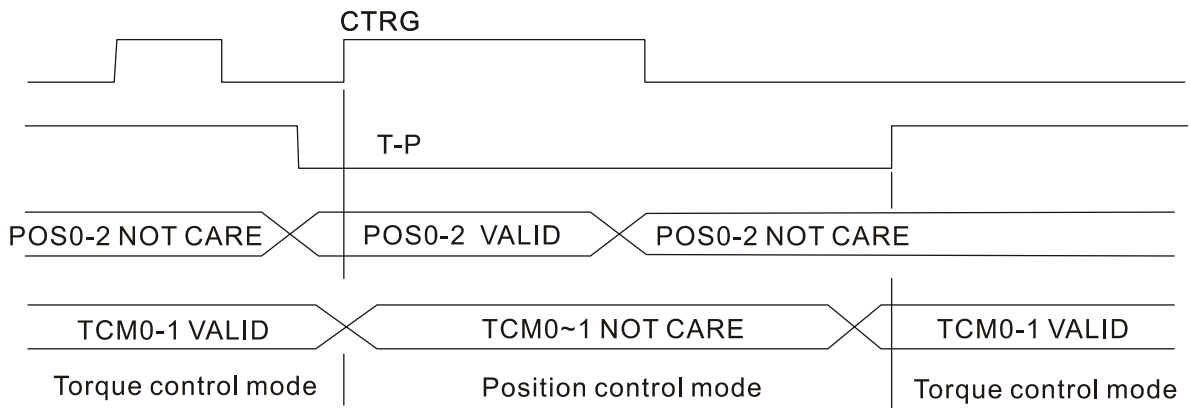 CTRG
T-P
POS0-2 NOT CARE POS0-2 VALID POS0-2 NOT CARE
TCM0-1 VALID TCM0~1 NOT CARE TCM0-1 VALID
Torque control mode Position control mode Torque control mode